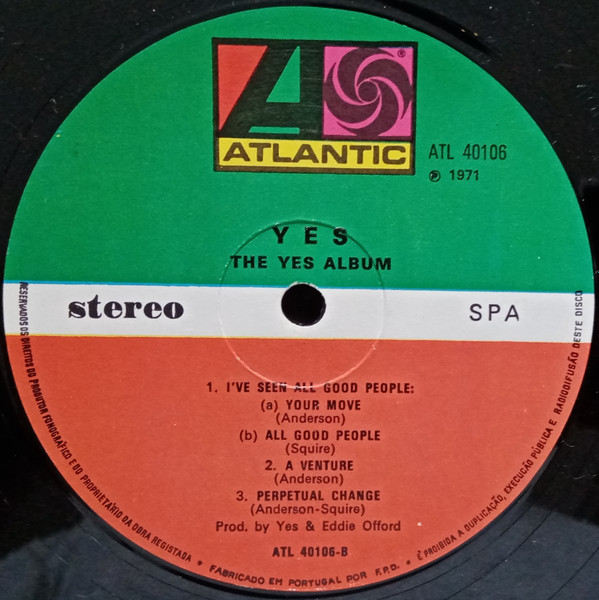 ATLANTIC
®
ATL 40106
℗ 1971
YES
THE YES ALBUM
stereo
SPA
1. I'VE SEEN ALL GOOD PEOPLE:
(a) YOUR MOVE
(Anderson)
(b) ALL GOOD PEOPLE
(Squire)
2. A VENTURE
(Anderson)
3. PERPETUAL CHANGE
(Anderson-Squire)
Prod. by Yes & Eddie Offord
ATL 40106-B
RESERVADOS OS DIREITOS DO PRODUTOR FONOGRÁFICO E DO PROPRIETÁRIO DA OBRA REGISTADA * FABRICADO EM PORTUGAL POR F.P.D. * É PROIBIDA A DUPLICAÇÃO, EXECUÇÃO PÚBLICA E RADIODIFUSÃO DESTE DISCO